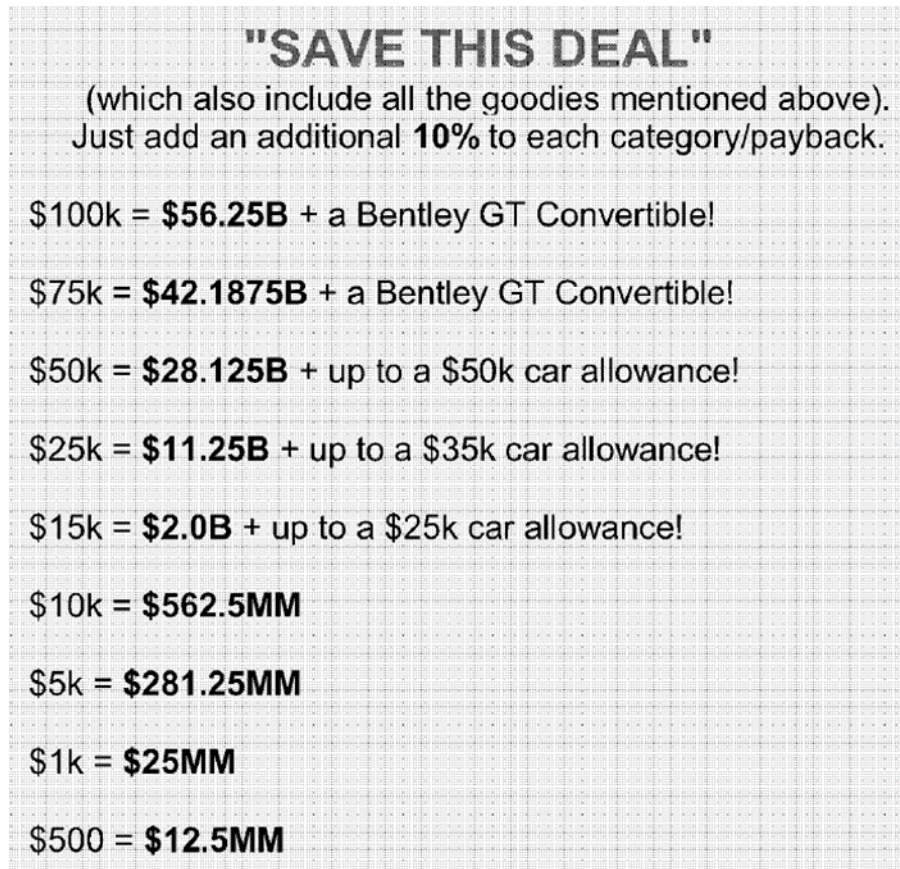 "SAVE THIS DEAL"
(which also include all the goodies mentioned above).
Just add an additional 10% to each category/payback.
$100k = $56.25B + a Bentley GT Convertible!
$75k = $42.1875B + a Bentley GT Convertible!
$50k = $28.125B + up to a $50k car allowance!
$25k = $11.25B + up to a $35k car allowance!
$15k = $2.0B + up to a $25k car allowance!
$10k = $562.5MM
$5k = $281.25MM
$1k = $25MM
$500 = $12.5MM